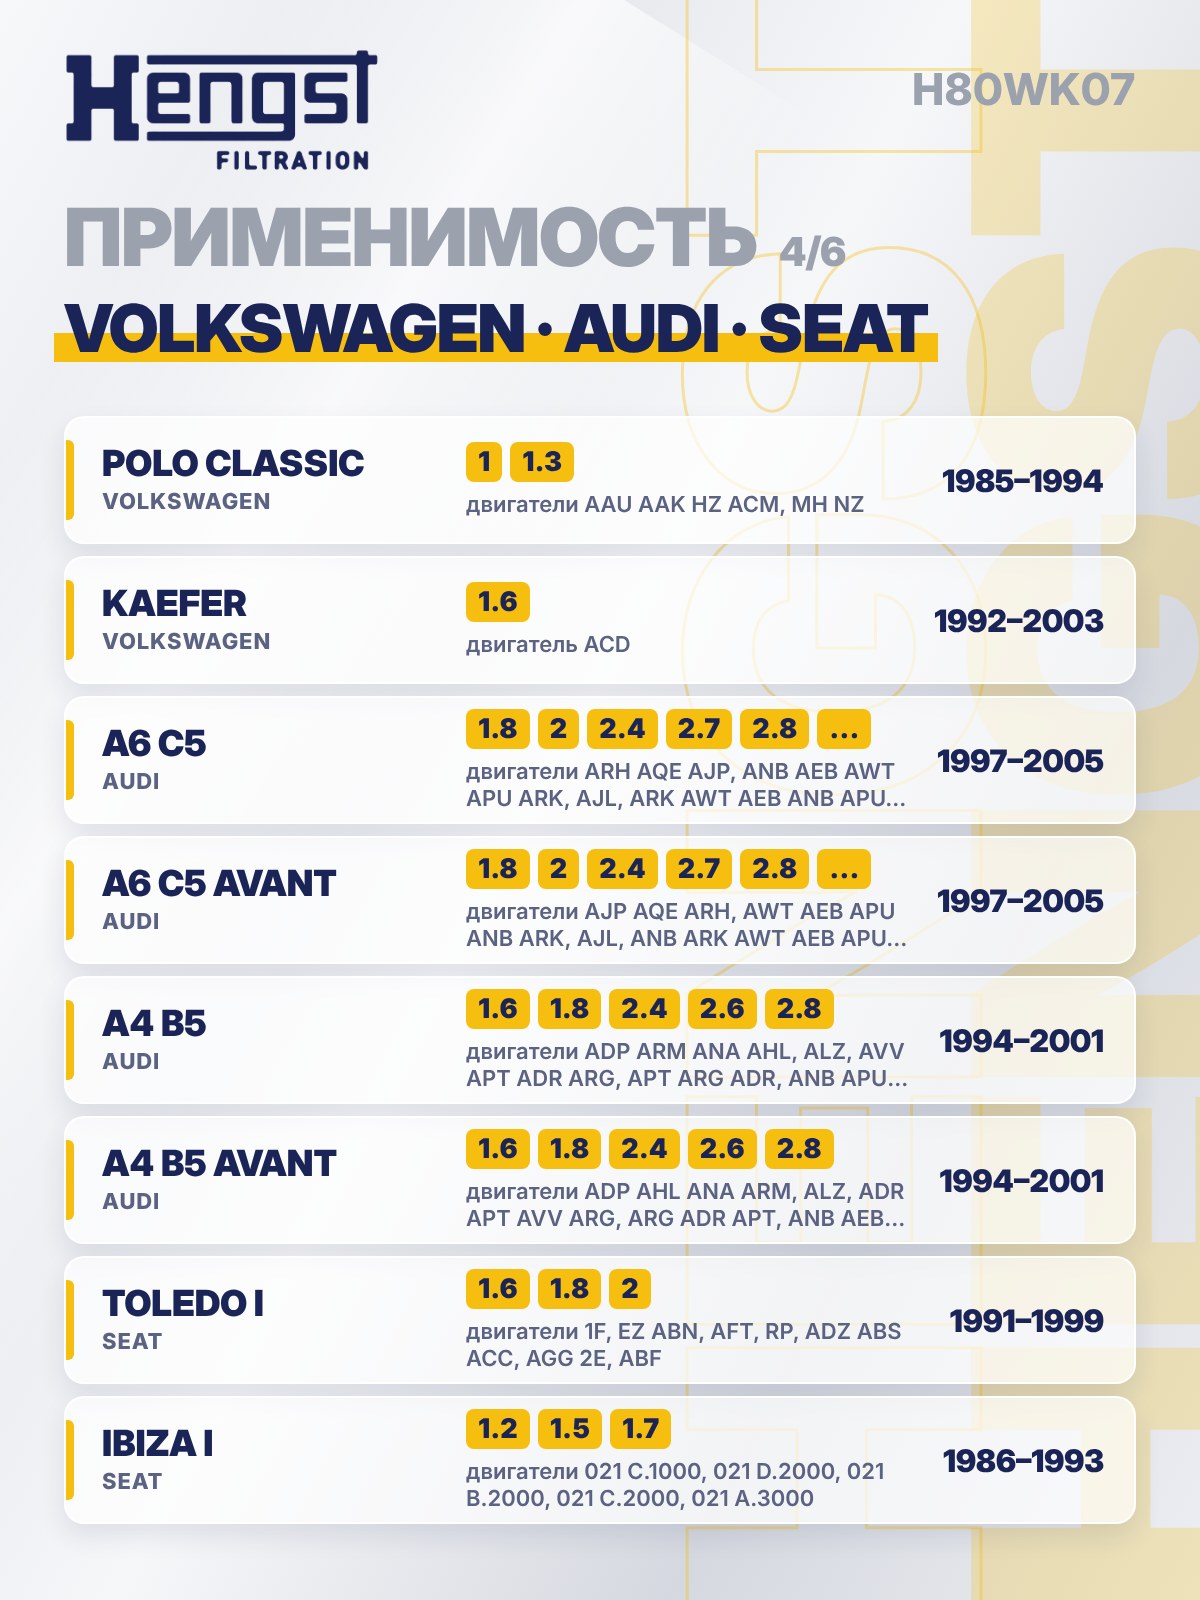 Hengst
FILTRATION
H80WK07
ПРИМЕНИМОСТЬ 4/6
VOLKSWAGEN · AUDI · SEAT
POLO CLASSIC
VOLKSWAGEN
1 1.3
двигатели AAU AAK HZ ACM, MH NZ
1985–1994
KAEFER
VOLKSWAGEN
1.6
двигатель ACD
1992–2003
A6 C5
AUDI
1.8 2 2.4 2.7 2.8 ...
двигатели ARH AQE AJP, ANB AEB AWT
APU ARK, AJL, ARK AWT AEB ANB APU...
1997–2005
A6 C5 AVANT
AUDI
1.8 2 2.4 2.7 2.8 ...
двигатели AJP AQE ARH, AWT AEB APU
ANB ARK, AJL, ANB ARK AWT AEB APU...
1997–2005
A4 B5
AUDI
1.6 1.8 2.4 2.6 2.8
двигатели ADP ARM ANA AHL, ALZ, AVV
APT ADR ARG, APT ARG ADR, ANB APU...
1994–2001
A4 B5 AVANT
AUDI
1.6 1.8 2.4 2.6 2.8
двигатели ADP AHL ANA ARM, ALZ, ADR
APT AVV ARG, ARG ADR APT, ANB AEB...
1994–2001
TOLEDO I
SEAT
1.6 1.8 2
двигатели 1F, EZ ABN, AFT, RP, ADZ ABS
ACC, AGG 2E, ABF
1991–1999
IBIZA I
SEAT
1.2 1.5 1.7
двигатели 021 C.1000, 021 D.2000, 021
B.2000, 021 C.2000, 021 A.3000
1986–1993
HENGST